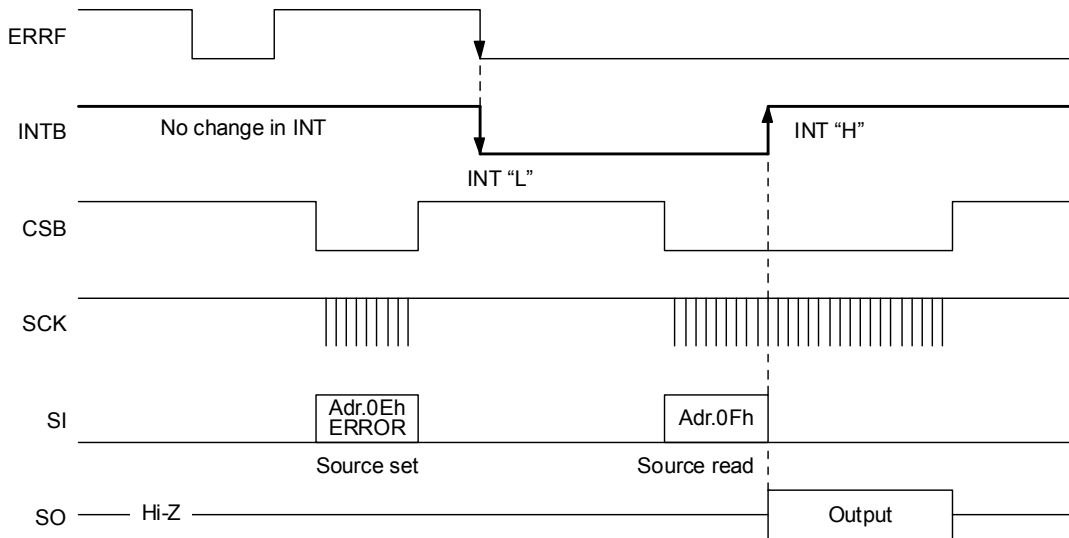 ERRF
INTB
No change in INT
INT “H”
INT “L”
CSB
SCK
SI
Adr.0Eh
ERROR
Adr.0Fh
Source set
Source read
SO
Hi-Z
Output